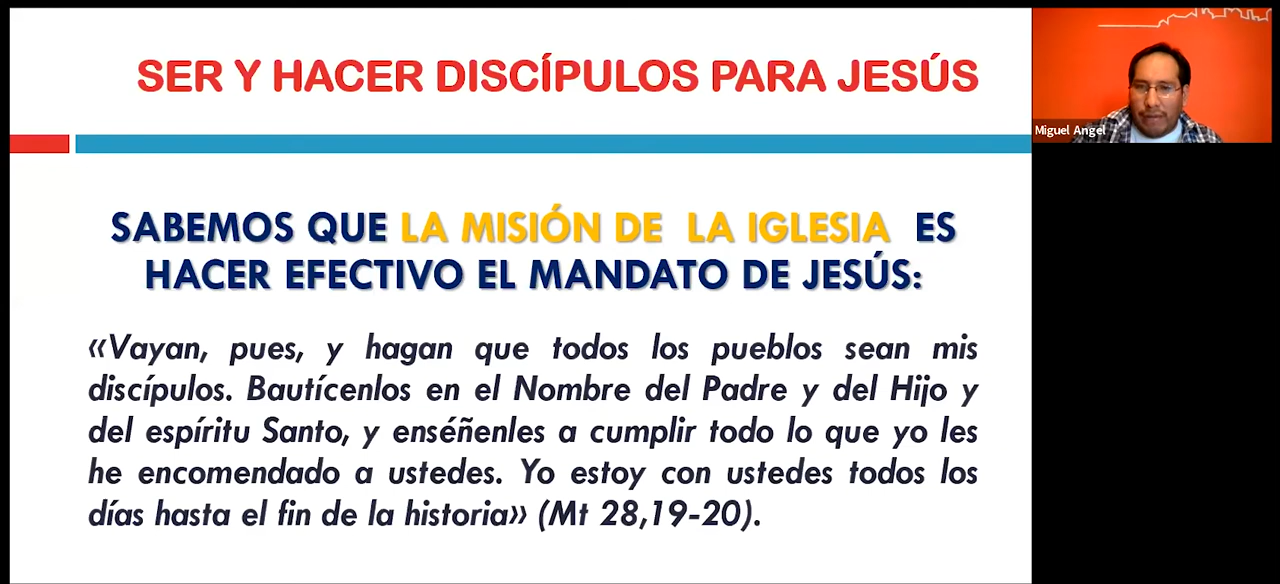 SER Y HACER DISCÍPULOS PARA JESÚS
Miguel Angel
SABEMOS QUE LA MISIÓN DE LA IGLESIA ES
HACER EFECTIVO EL MANDATO DE JESÚS:
«Vayan, pues, y hagan que todos los pueblos sean mis
discípulos. Bautícenlos en el Nombre del Padre y del Hijo y
del espíritu Santo, y enséñenles a cumplir todo lo que yo les
he encomendado a ustedes. Yo estoy con ustedes todos los
días hasta el fin de la historia» (Mt 28,19-20).